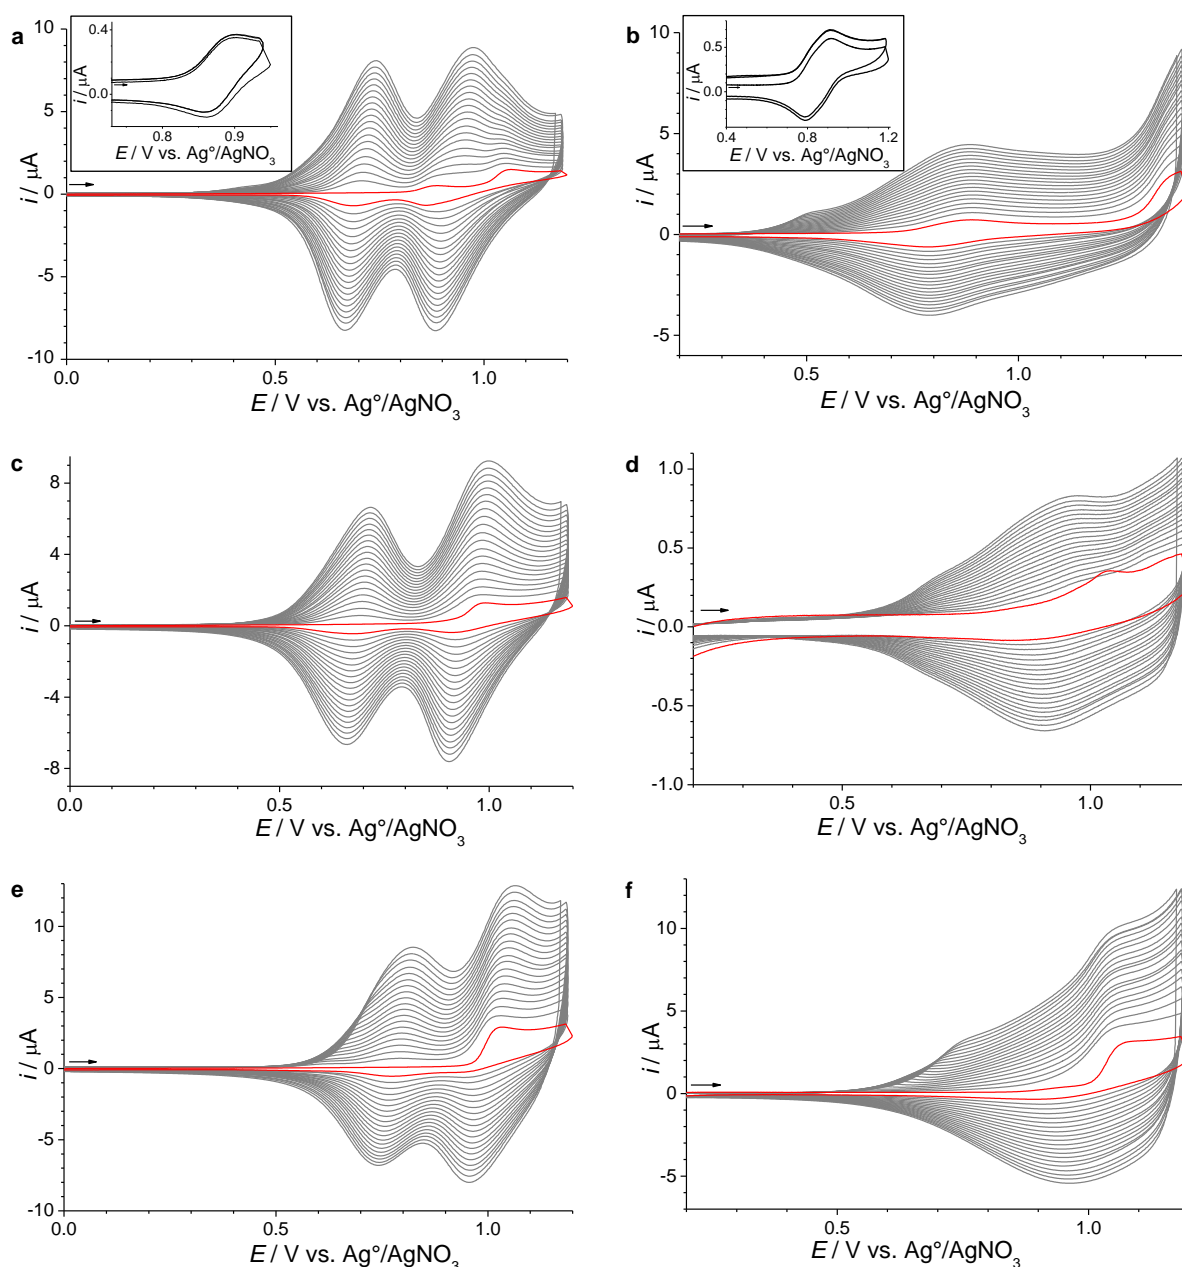 a
0.4
0.0
i / μA
0.8 0.9
E / V vs. Ag°/AgNO3
10
5
0
-5
-10
i / μA
0.0 0.5 1.0
E / V vs. Ag°/AgNO3
b
0.5
0.0
i / μA
0.4 0.8 1.2
E / V vs. Ag°/AgNO3
10
5
0
-5
i / μA
0.5 1.0
E / V vs. Ag°/AgNO3
c
8
4
0
-4
-8
i / μA
0.0 0.5 1.0
E / V vs. Ag°/AgNO3
d
1.0
0.5
0.0
-0.5
-1.0
i / μA
0.5 1.0
E / V vs. Ag°/AgNO3
e
10
5
0
-5
-10
i / μA
0.0 0.5 1.0
E / V vs. Ag°/AgNO3
f
10
5
0
-5
i / μA
0.5 1.0
E / V vs. Ag°/AgNO3